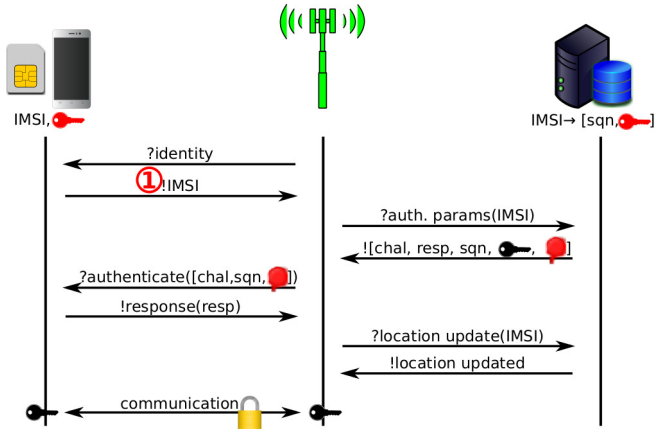 IMSI,
IMSI→ [sqn, ]
?identity
①
!IMSI
?auth. params(IMSI)
![chal, resp, sqn, , ]
?authenticate([chal,sqn, ])
!response(resp)
?location update(IMSI)
!location updated
communication